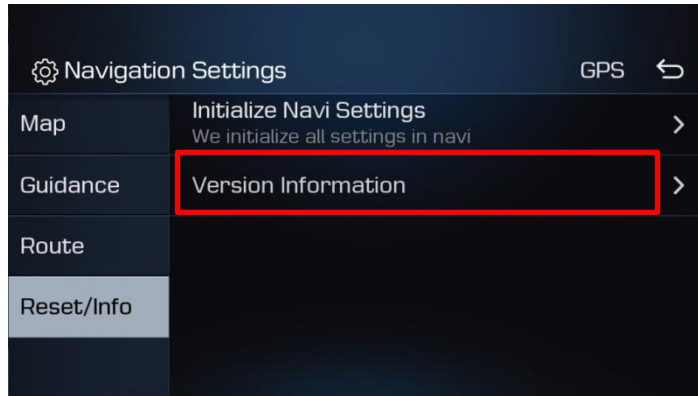 Navigation Settings GPS
Map
Initialize Navi Settings
We initialize all settings in navi
Guidance
Version Information
Route
Reset/Info